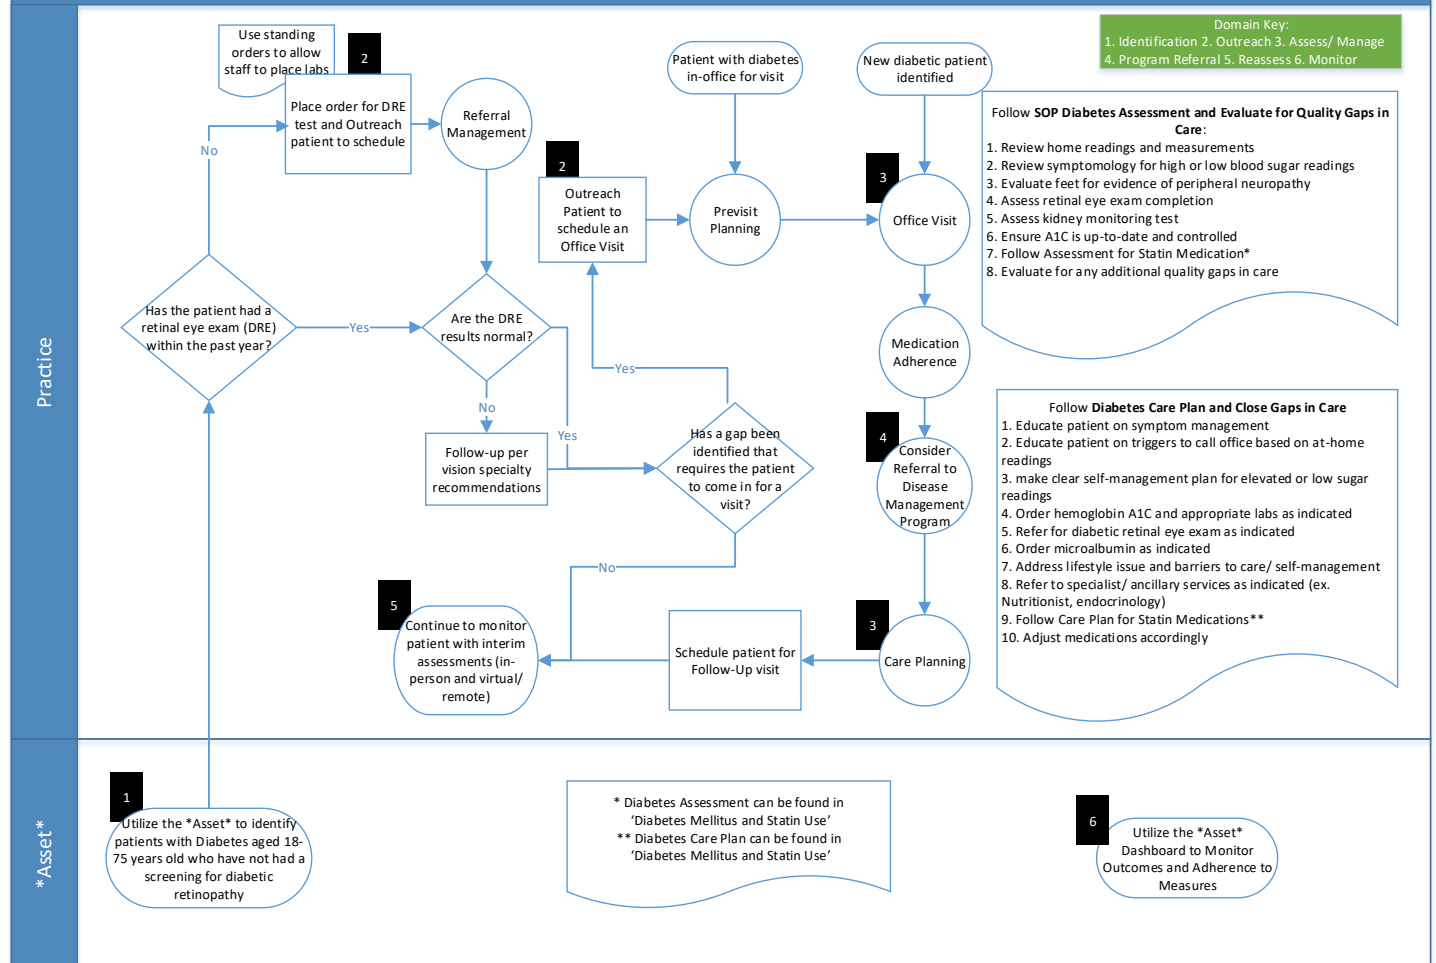 Domain Key:
1. Identification 2. Outreach 3. Assess/ Manage
4. Program Referral 5. Reassess 6. Monitor
Practice
Use standing
orders to allow
staff to place labs
2
Place order for DRE
test and Outreach
patient to schedule
Referral
Management
No
Has the patient had a
retinal eye exam (DRE)
within the past year?
Yes
Are the DRE
results normal?
No
Yes
Follow-up per
vision specialty
recommendations
2
Outreach
Patient to
schedule an
Office Visit
Yes
Has a gap been
identified that
requires the patient
to come in for a
visit?
No
Patient with diabetes
in-office for visit
Previsit
Planning
New diabetic patient
identified
3
Office Visit
Medication
Adherence
4
Consider
Referral to
Disease
Management
Program
3
Care Planning
Schedule patient for
Follow-Up visit
5
Continue to monitor
patient with interim
assessments (in-
person and virtual/
remote)
Follow SOP Diabetes Assessment and Evaluate for Quality Gaps in
Care:
1. Review home readings and measurements
2. Review symptomology for high or low blood sugar readings
3. Evaluate feet for evidence of peripheral neuropathy
4. Assess retinal eye exam completion
5. Assess kidney monitoring test
6. Ensure A1C is up-to-date and controlled
7. Follow Assessment for Statin Medication*
8. Evaluate for any additional quality gaps in care
Follow Diabetes Care Plan and Close Gaps in Care
1. Educate patient on symptom management
2. Educate patient on triggers to call office based on at-home
readings
3. make clear self-management plan for elevated or low sugar
readings
4. Order hemoglobin A1C and appropriate labs as indicated
5. Refer for diabetic retinal eye exam as indicated
6. Order microalbumin as indicated
7. Address lifestyle issue and barriers to care/ self-management
8. Refer to specialist/ ancillary services as indicated (ex.
Nutritionist, endocrinology)
9. Follow Care Plan for Statin Medications**
10. Adjust medications accordingly
*Asset*
1
Utilize the *Asset* to identify
patients with Diabetes aged 18-
75 years old who have not had a
screening for diabetic
retinopathy
* Diabetes Assessment can be found in
‘Diabetes Mellitus and Statin Use’
** Diabetes Care Plan can be found in
‘Diabetes Mellitus and Statin Use’
6
Utilize the *Asset*
Dashboard to Monitor
Outcomes and Adherence to
Measures